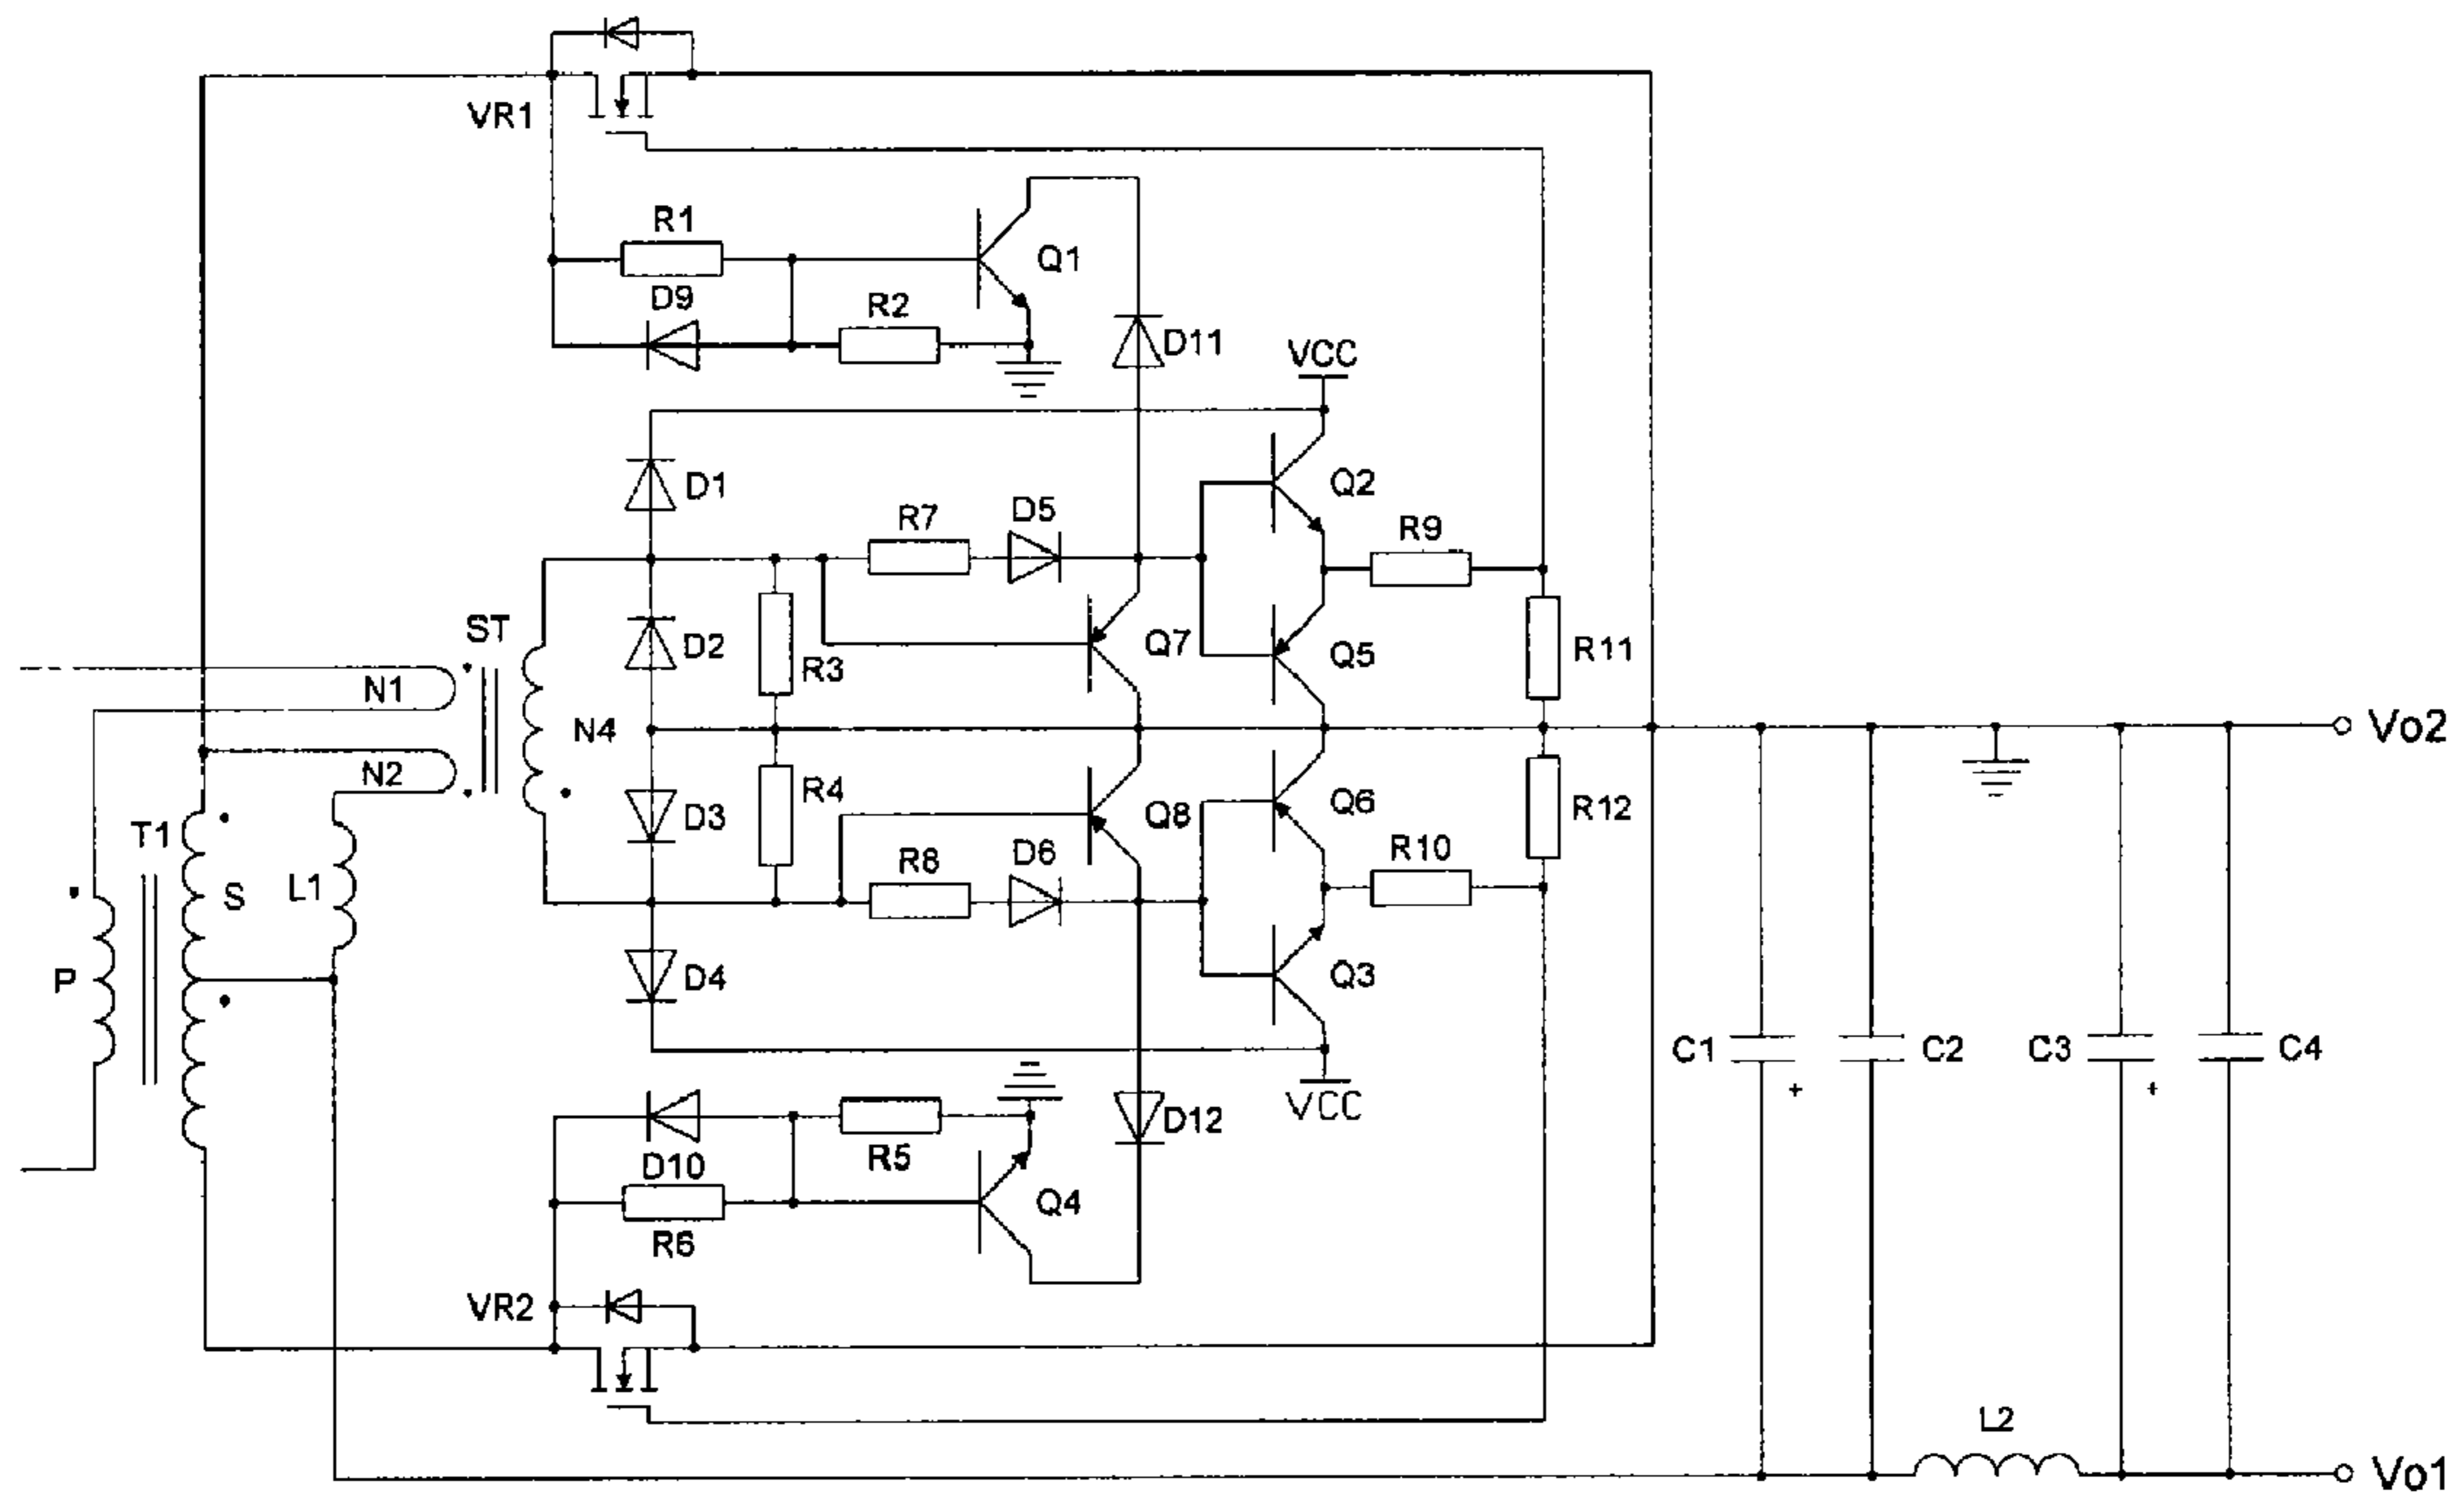 VR1
R1
Q1
D9
R2
D11
VCC
D1
Q2
R7
D5
R9
ST
D2
R3
Q7
Q5
R11
N1
N4
Vo2
N2
R4
D3
Q8
Q6
R12
T1
S
L1
R8
D6
R10
P
D4
Q3
C1
C2
C3
C4
+
+
VCC
D12
D10
R5
Q4
R6
VR2
L2
Vo1